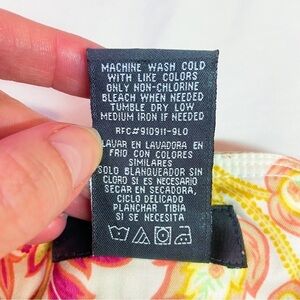 MACHINE WASH COLD
WITH LIKE COLORS
ONLY NON-CHLORINE
BLEACH WHEN NEEDED
TUMBLE DRY LOW
MEDIUM IRON IF NEEDED
RFC#910911-9L0
LAVAR EN LAVADORA EN
FRIO CON COLORES
SIMILARES
SOLO BLANQUEADOR SIN
CLORO SI ES NECESARIO
SECAR EN SECADORA,
CICLO DELICADO
PLANCHAR TIBIA
SI SE NECESITA